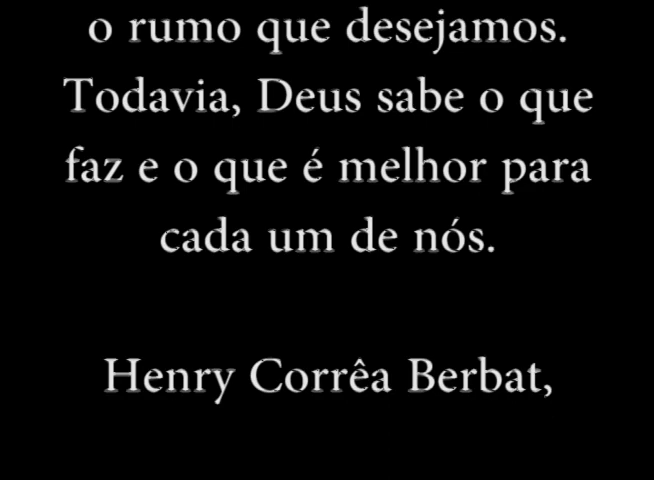 o rumo que desejamos.
Todavia, Deus sabe o que
faz e o que é melhor para
cada um de nós.
Henry Corrêa Berbat,